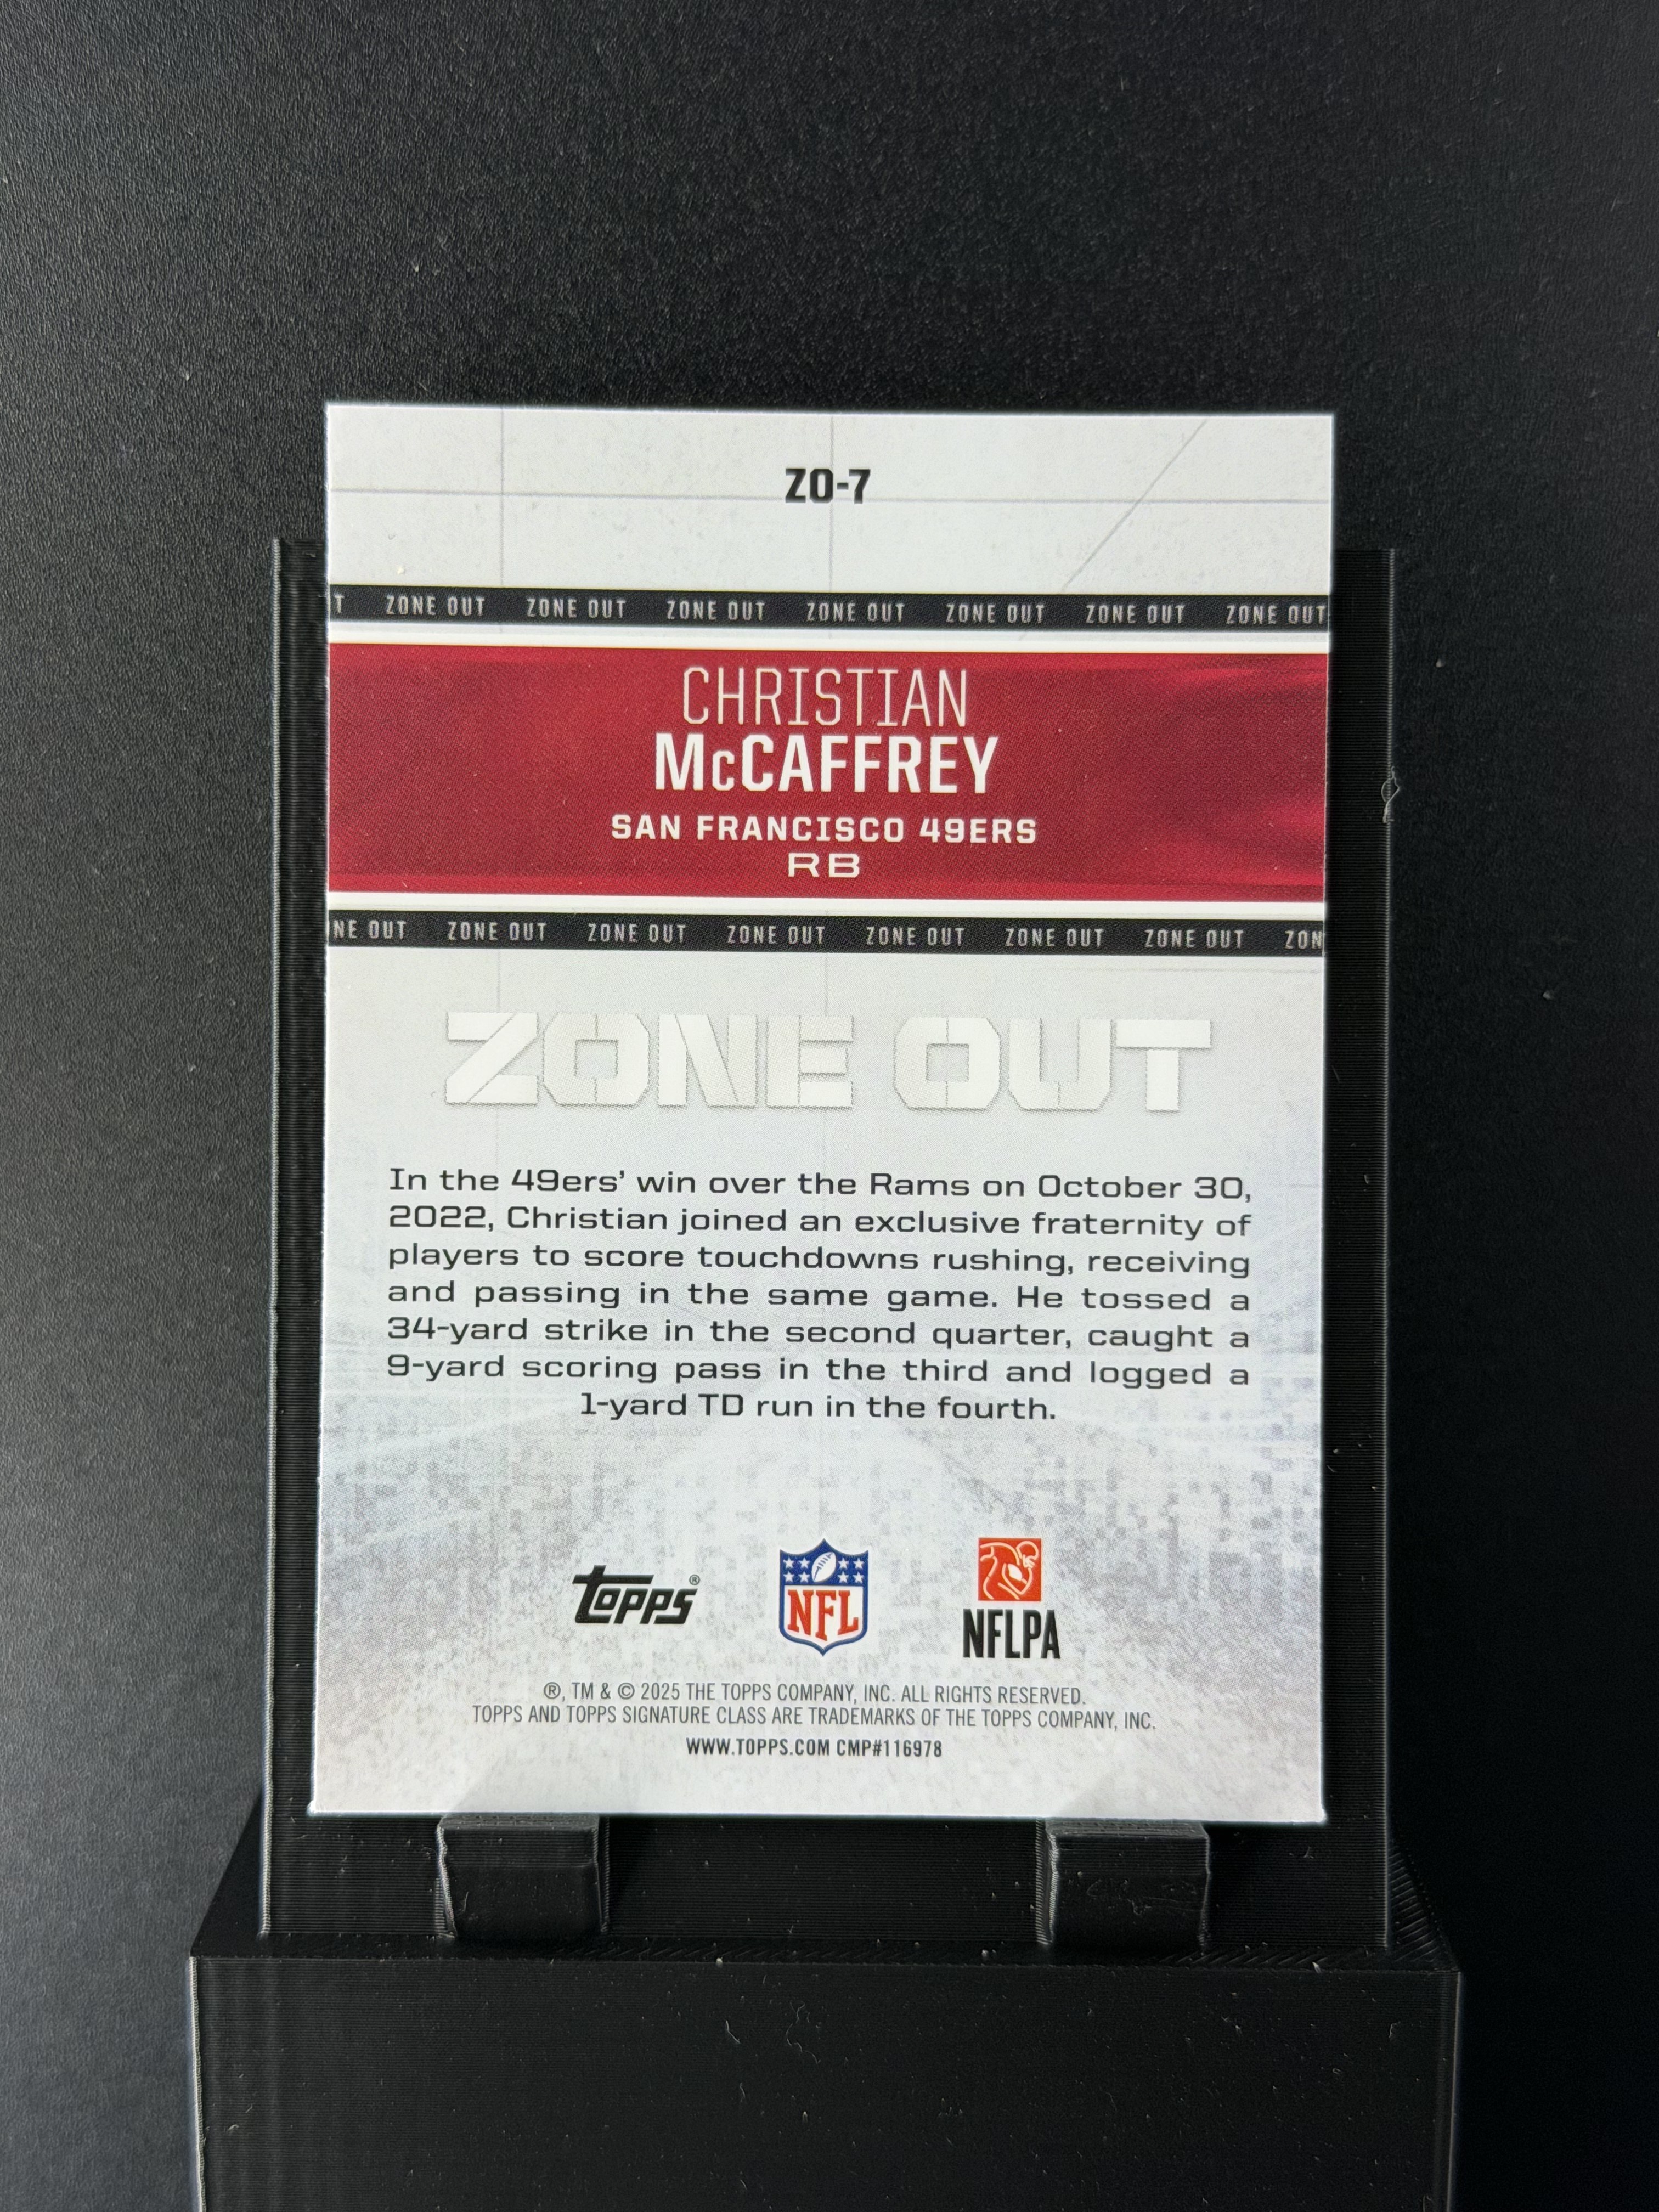 ZO-7
T ZONE OUT ZONE OUT ZONE OUT ZONE OUT ZONE OUT ZONE OUT ZONE OUT
CHRISTIAN
McCAFFREY
SAN FRANCISCO 49ERS
RB
NE OUT ZONE OUT ZONE OUT ZONE OUT ZONE OUT ZONE OUT ZONE OUT ZON
ZONE OUT
In the 49ers' win over the Rams on October 30,
2022, Christian joined an exclusive fraternity of
players to score touchdowns rushing, receiving
and passing in the same game. He tossed a
34-yard strike in the second quarter, caught a
9-yard scoring pass in the third and logged a
1-yard TD run in the fourth.
Topps® NFL NFLPA
®, TM & © 2025 THE TOPPS COMPANY, INC. ALL RIGHTS RESERVED.
TOPPS AND TOPPS SIGNATURE CLASS ARE TRADEMARKS OF THE TOPPS COMPANY, INC.
WWW.TOPPS.COM CMP#116978